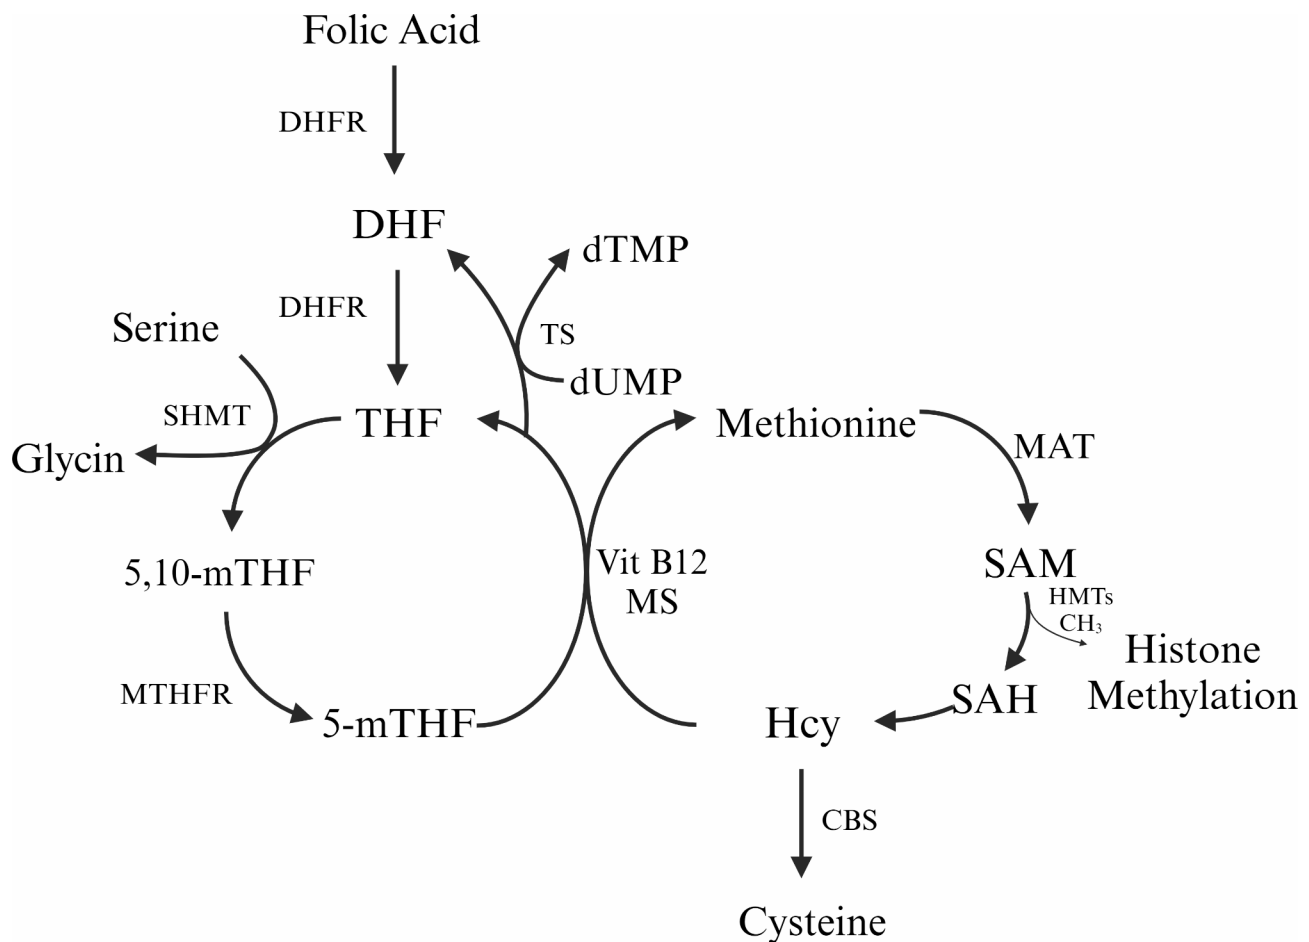 Folic Acid
DHFR
DHF
dTMP
DHFR
TS
Serine
dUMP
SHMT
THF
Methionine
Glycin
MAT
5,10-mTHF
Vit B12
MS
SAM
HMTs
CH₃
Histone
Methylation
MTHFR
5-mTHF
Hcy
SAH
CBS
Cysteine